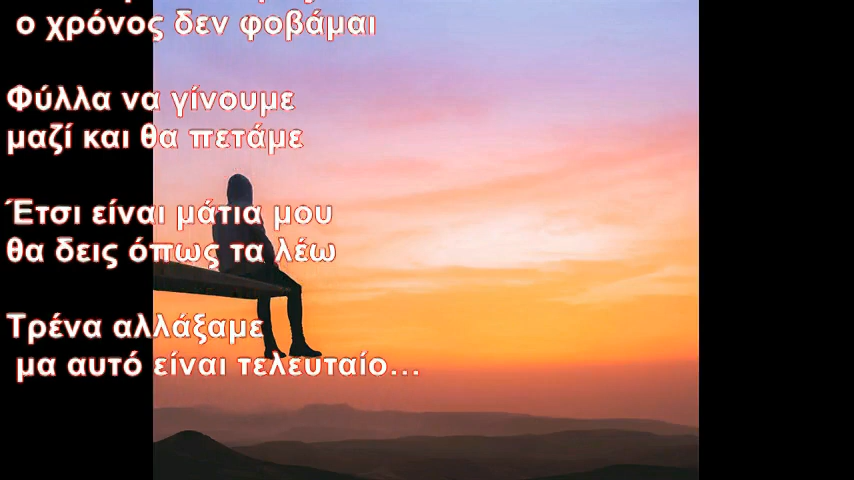 ο χρόνος δεν φοβάμαι
Φύλλα να γίνουμε
μαζί και θα πετάμε
Έτσι είναι μάτια μου
θα δεις όπως τα λέω
Τρένα αλλάξαμε
μα αυτό είναι τελευταίο...